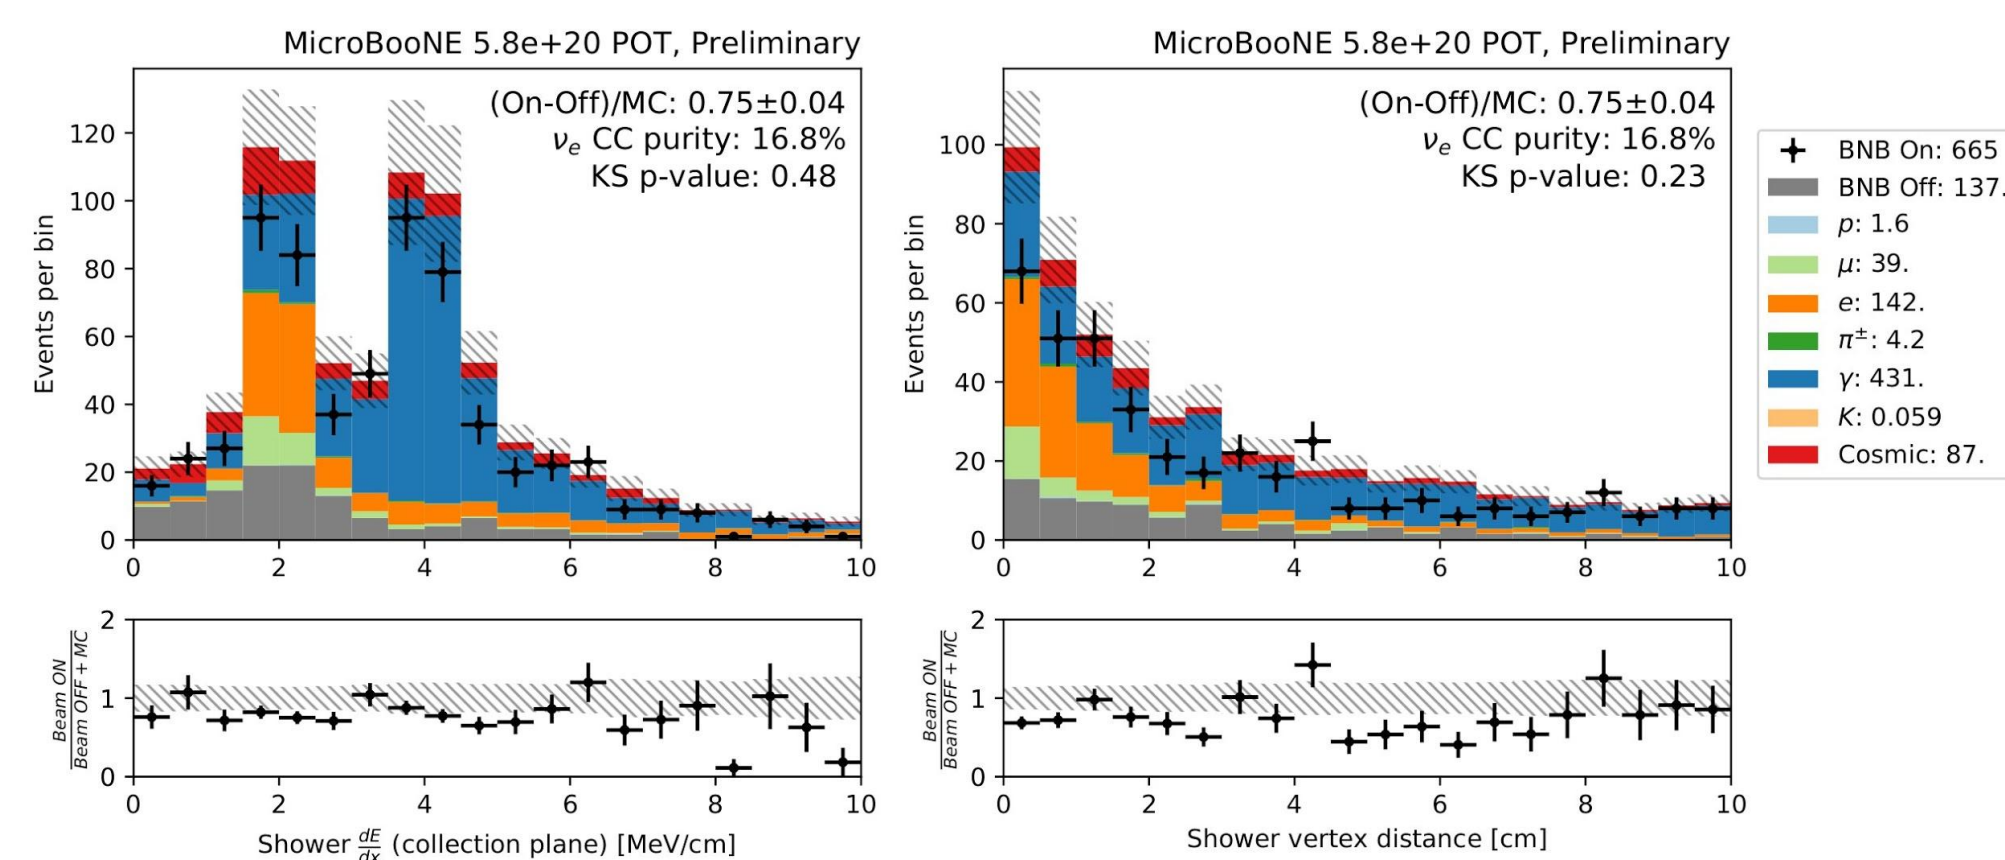 MicroBooNE 5.8e+20 POT, Preliminary
(On-Off)/MC: 0.75±0.04
νe CC purity: 16.8%
KS p-value: 0.48
Events per bin
120
100
80
60
40
20
0
0 2 4 6 8 10
Beam ON
Beam OFF + MC
2
1
0
0 2 4 6 8 10
Shower dE/dx (collection plane) [MeV/cm]
MicroBooNE 5.8e+20 POT, Preliminary
(On-Off)/MC: 0.75±0.04
νe CC purity: 16.8%
KS p-value: 0.23
Events per bin
100
80
60
40
20
0
0 2 4 6 8 10
Beam ON
Beam OFF + MC
2
1
0
0 2 4 6 8 10
Shower vertex distance [cm]
BNB On: 665
BNB Off: 137.
p: 1.6
μ: 39.
e: 142.
π±: 4.2
γ: 431.
K: 0.059
Cosmic: 87.